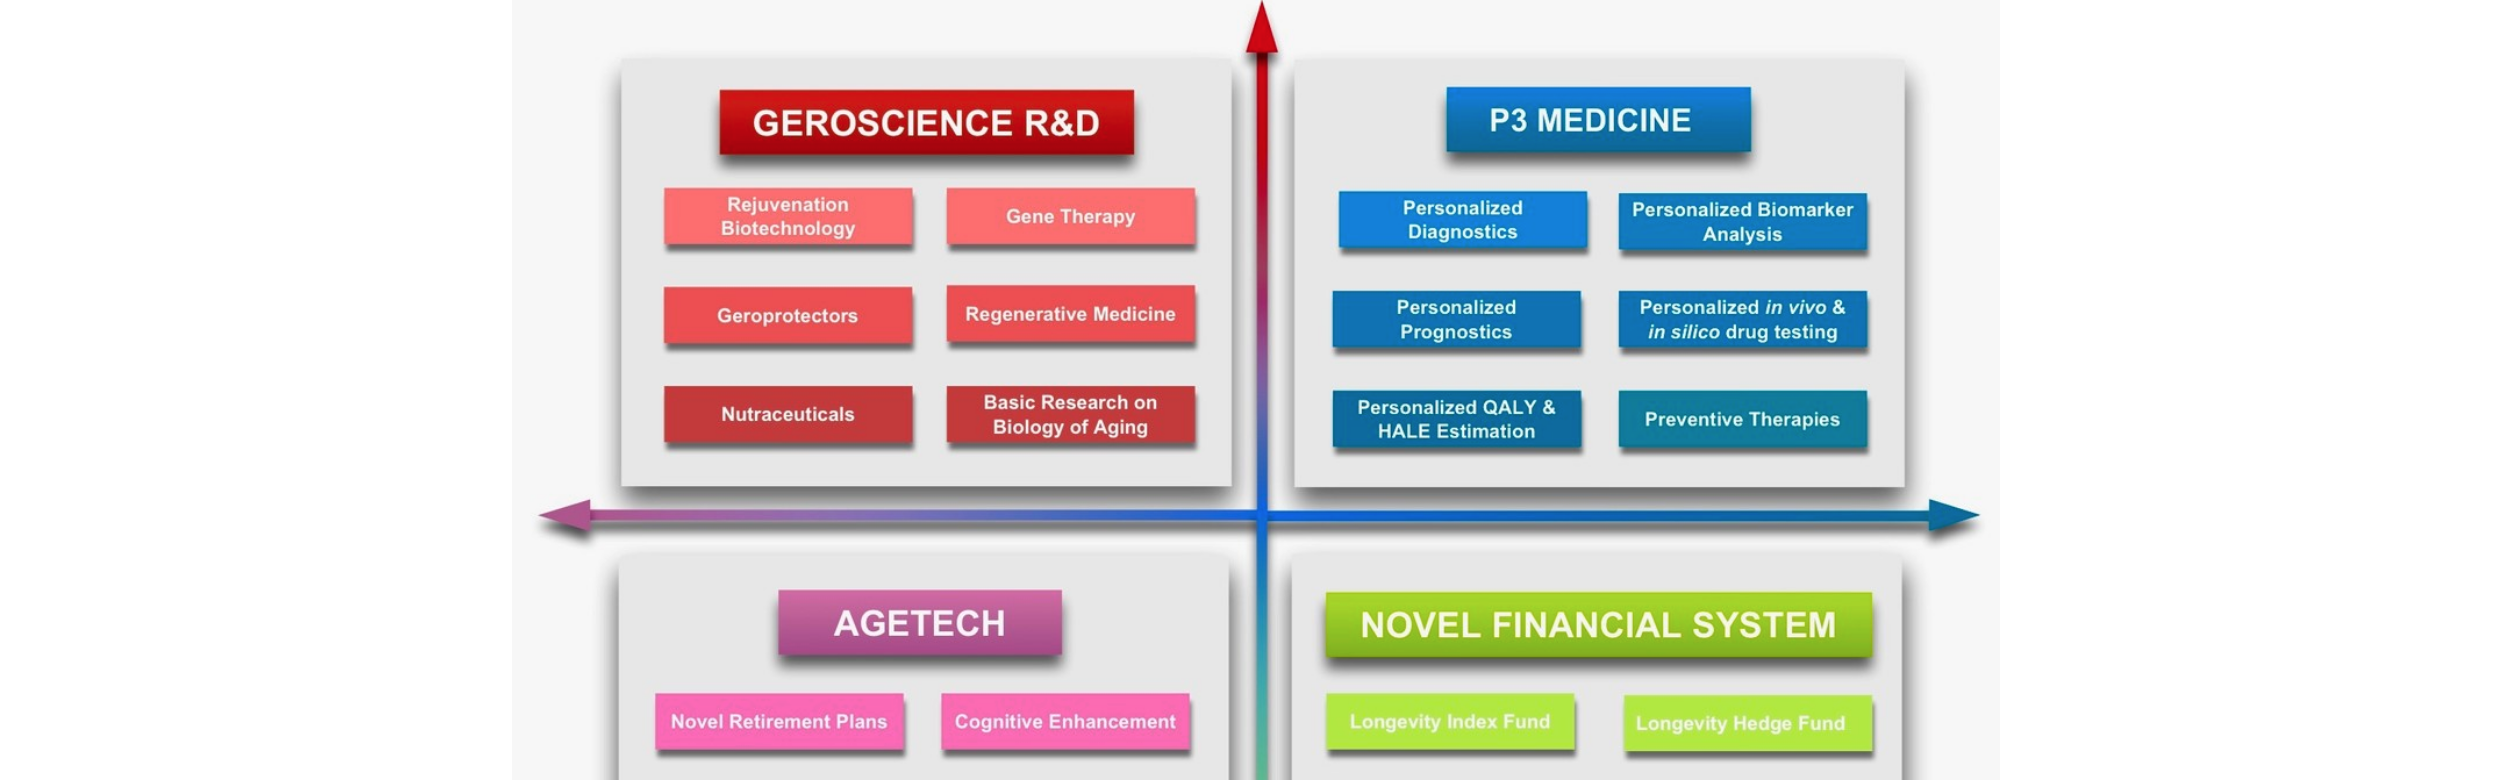 GEROSCIENCE R&D
Rejuvenation
Biotechnology
Gene Therapy
Geroprotectors
Regenerative Medicine
Nutraceuticals
Basic Research on
Biology of Aging
P3 MEDICINE
Personalized
Diagnostics
Personalized Biomarker
Analysis
Personalized
Prognostics
Personalized in vivo &
in silico drug testing
Personalized QALY &
HALE Estimation
Preventive Therapies
AGETECH
Novel Retirement Plans
Cognitive Enhancement
NOVEL FINANCIAL SYSTEM
Longevity Index Fund
Longevity Hedge Fund